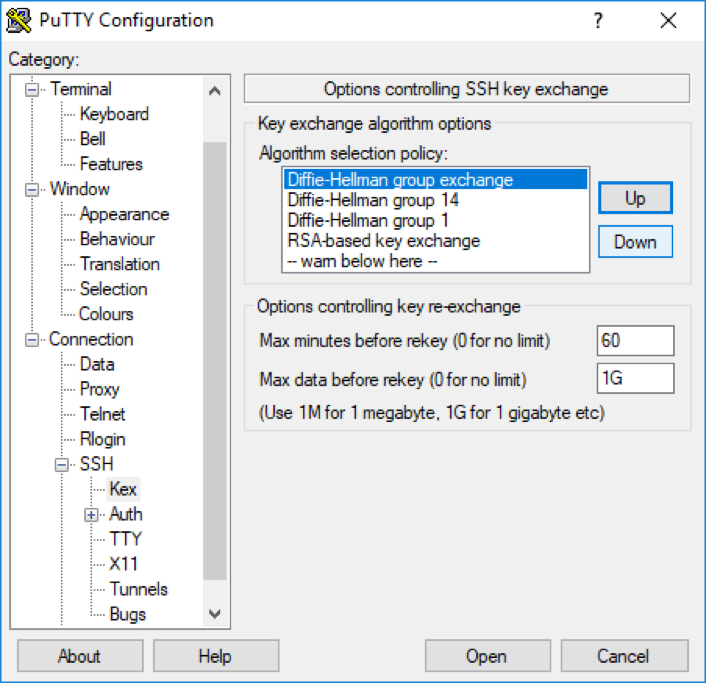 PuTTY Configuration
?
Category:
Terminal
Keyboard
Bell
Features
Window
Appearance
Behaviour
Translation
Selection
Colours
Connection
Data
Proxy
Telnet
Rlogin
SSH
Kex
Auth
TTY
X11
Tunnels
Bugs
Options controlling SSH key exchange
Key exchange algorithm options
Algorithm selection policy:
Diffie-Hellman group exchange
Diffie-Hellman group 14
Diffie-Hellman group 1
RSA-based key exchange
-- warn below here --
Up
Down
Options controlling key re-exchange
Max minutes before rekey (0 for no limit) 60
Max data before rekey (0 for no limit) 1G
(Use 1M for 1 megabyte, 1G for 1 gigabyte etc)
About Help Open Cancel